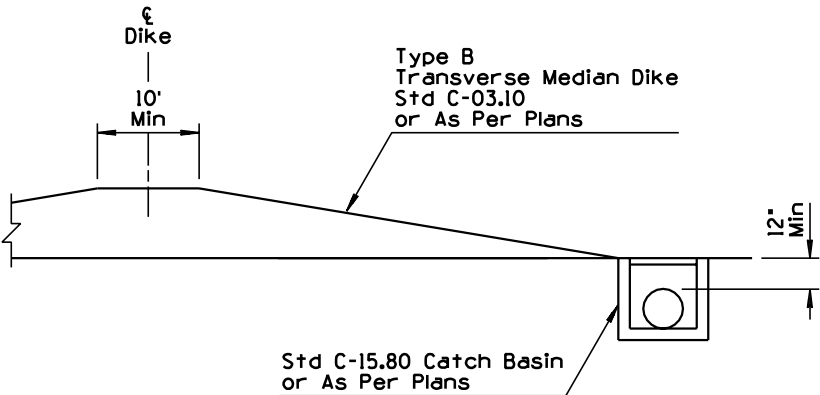 ℄
Dike
10'
Min
Type B
Transverse Median Dike
Std C-03.10
or As Per Plans
12"
Min
Std C-15.80 Catch Basin
or As Per Plans